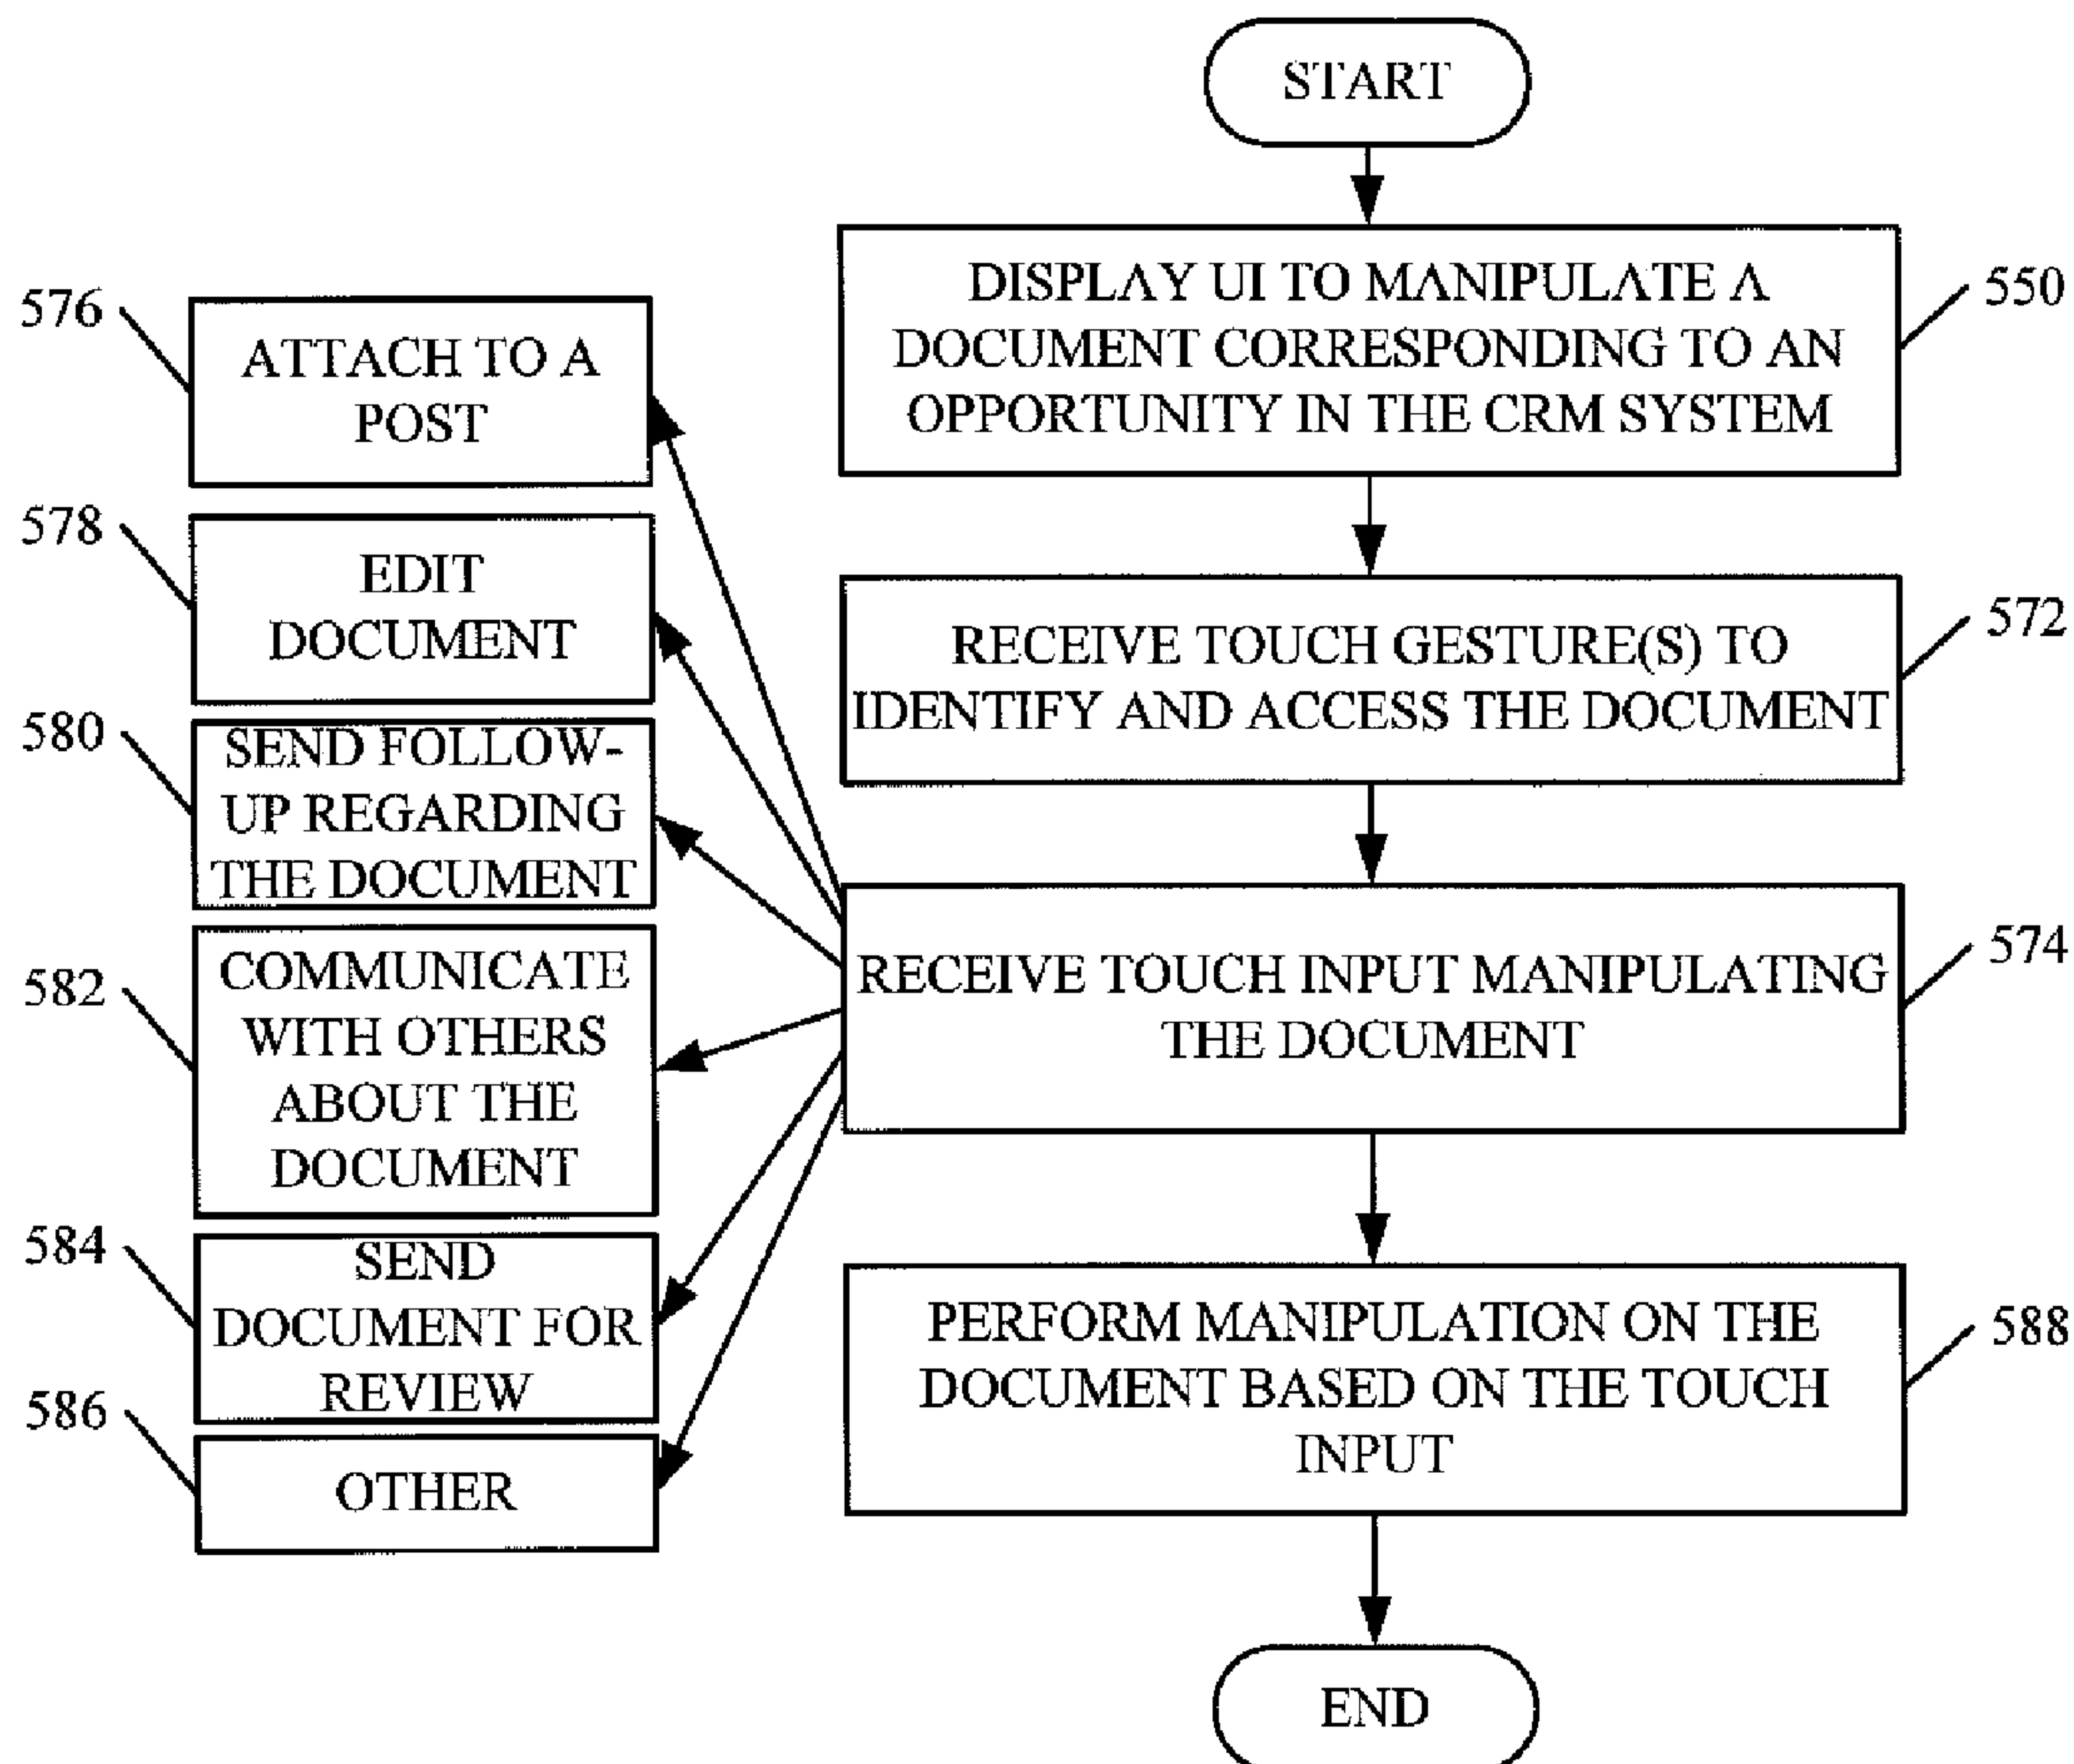 START
DISPLAY UI TO MANIPULATE A
DOCUMENT CORRESPONDING TO AN
OPPORTUNITY IN THE CRM SYSTEM
550
RECEIVE TOUCH GESTURE(S) TO
IDENTIFY AND ACCESS THE DOCUMENT
572
RECEIVE TOUCH INPUT MANIPULATING
THE DOCUMENT
574
576
ATTACH TO A
POST
578
EDIT
DOCUMENT
580
SEND FOLLOW-
UP REGARDING
THE DOCUMENT
582
COMMUNICATE
WITH OTHERS
ABOUT THE
DOCUMENT
584
SEND
DOCUMENT FOR
REVIEW
586
OTHER
PERFORM MANIPULATION ON THE
DOCUMENT BASED ON THE TOUCH
INPUT
588
END